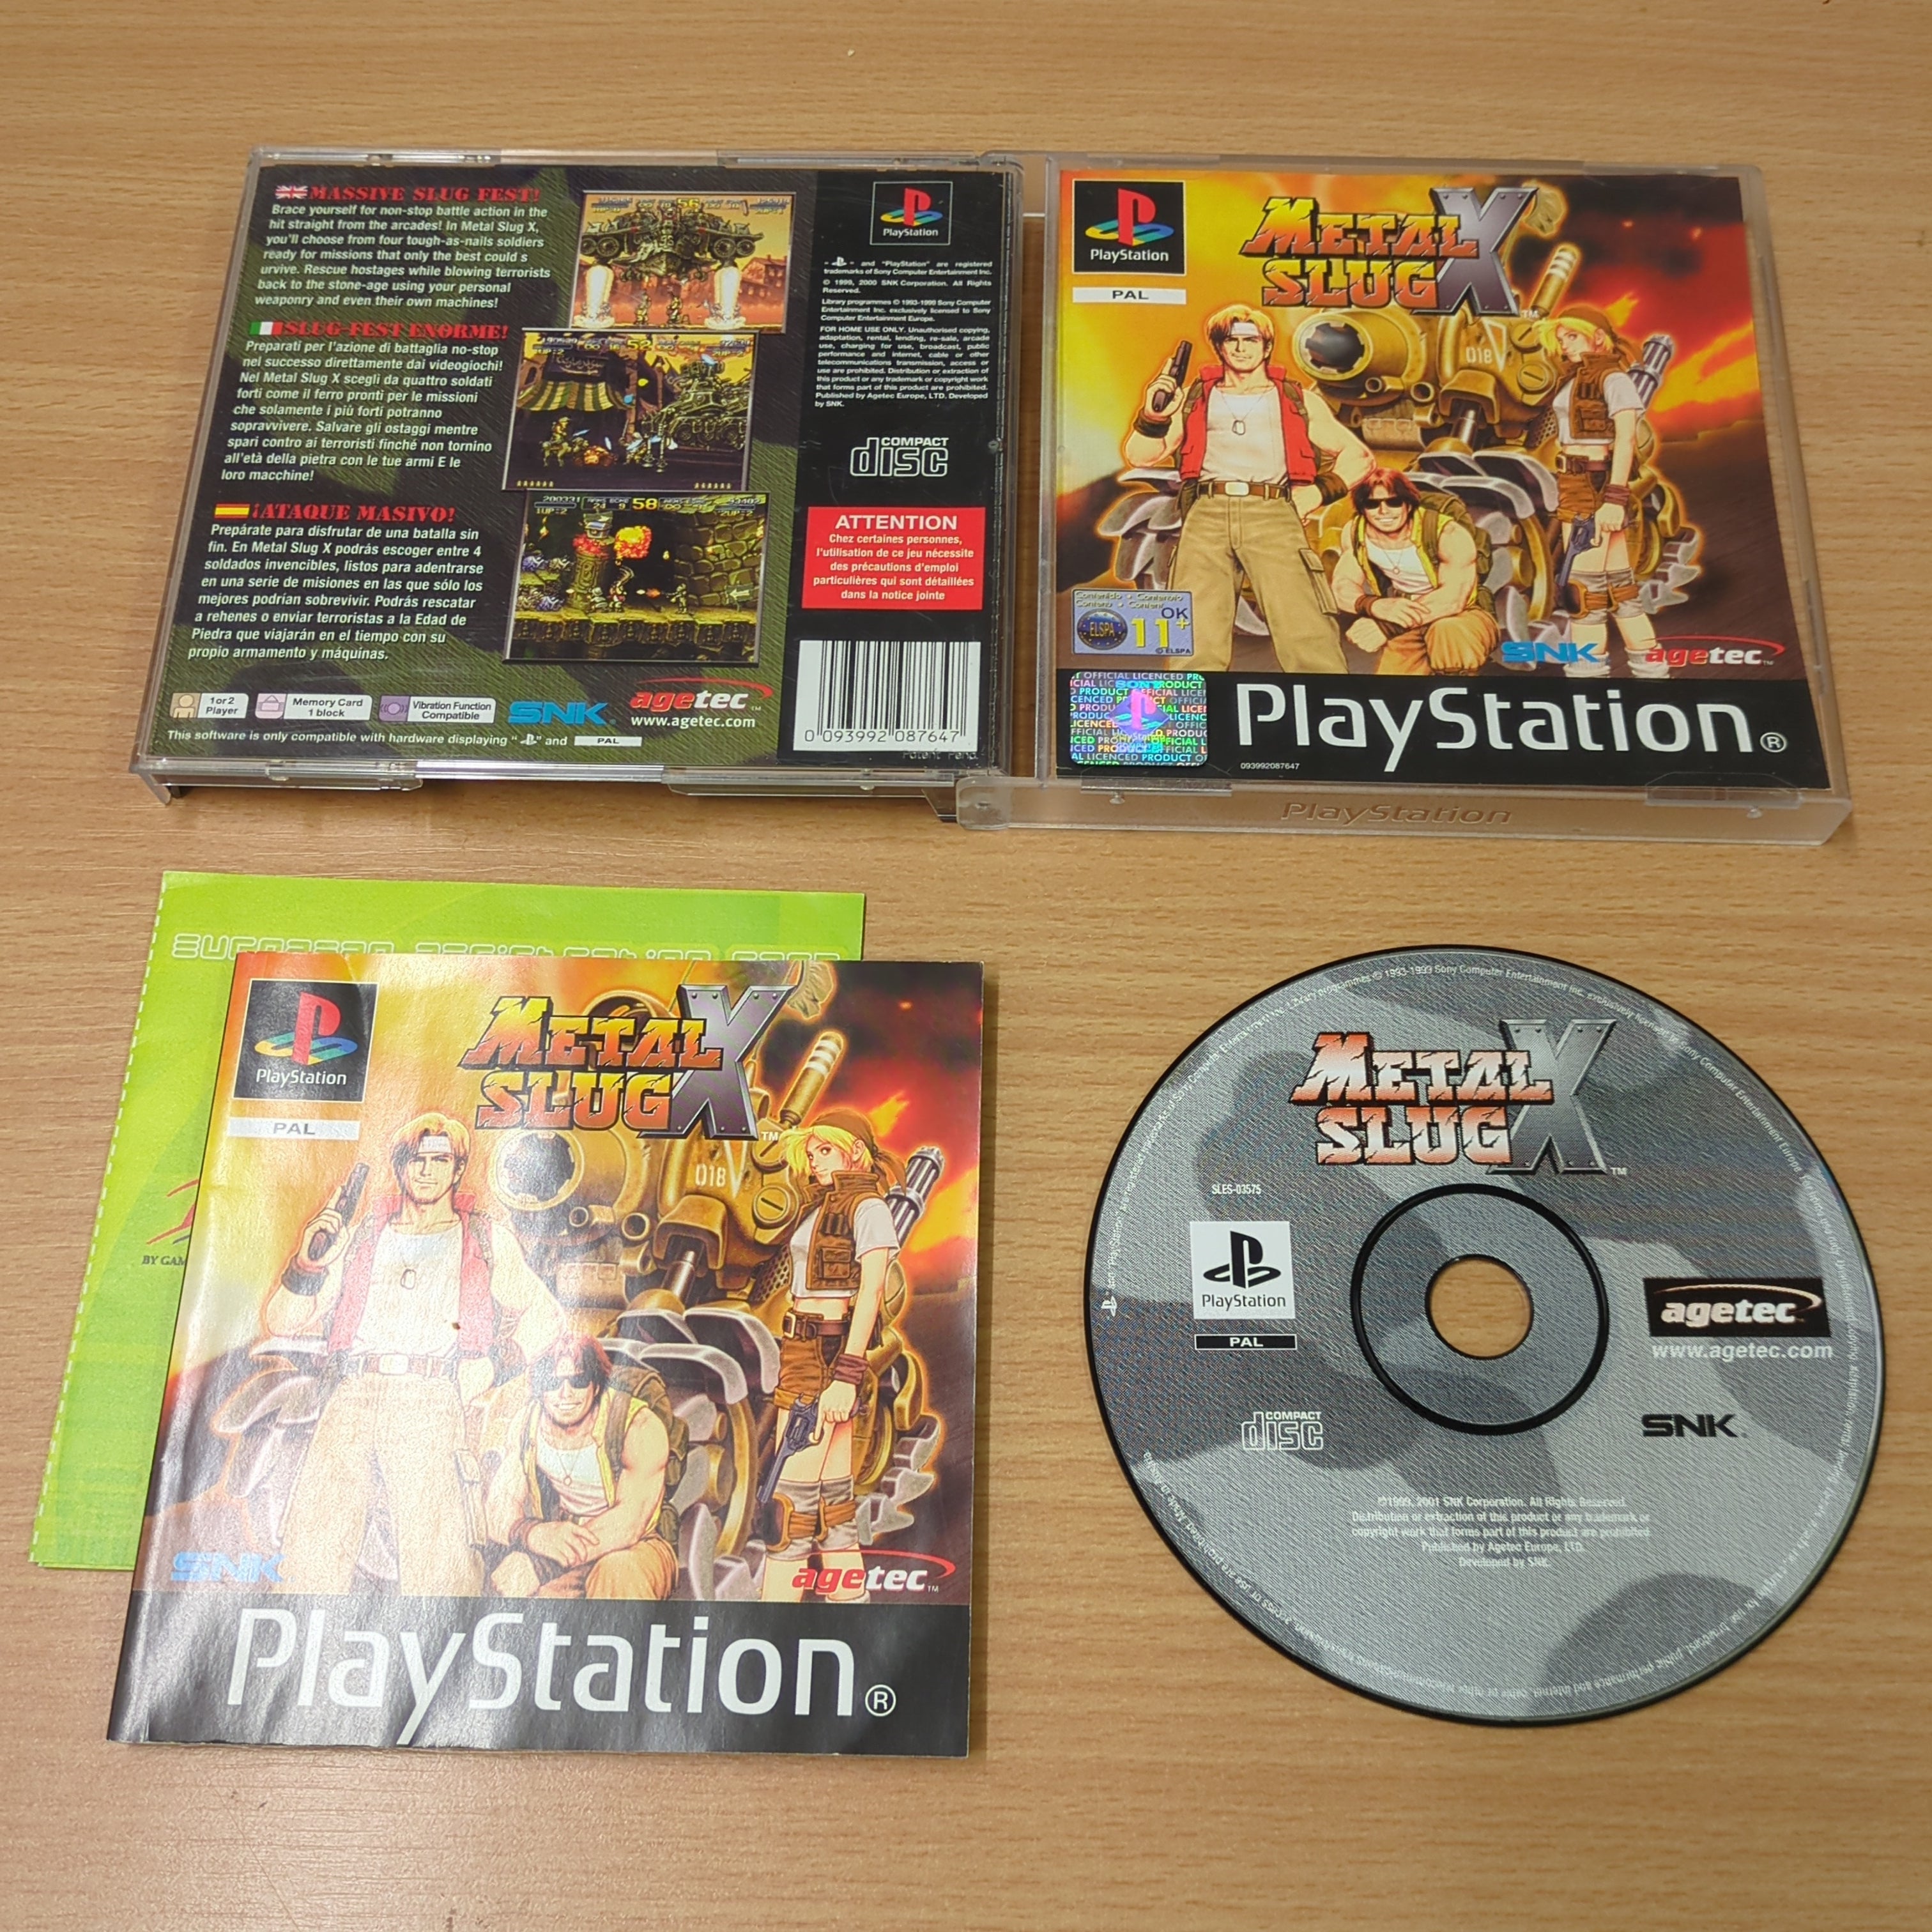 MASSIVE SLUG FEST!
Brace yourself for non-stop battle action in the
hit straight from the arcades! In Metal Slug X,
you'll choose from four tough-as-nails soldiers
ready for missions that only the best could s
urvive. Rescue hostages while blowing terrorists
back to the stone-age using your personal
weaponry and even their own machines!
SLUG-FEST ENORME!
Preparati per l'azione di battaglia no-stop
nel successo direttamente dai videogiochi!
Nel Metal Slug X scegli da quattro soldati
forti come il ferro pronti per le missioni
che solamente i più forti potranno
sopravvivere. Salvare gli ostaggi mentre
spari contro ai terroristi finché non tornino
all'età della pietra con le tue armi E le
loro macchine!
¡ATAQUE MASIVO!
Prepárate para disfrutar de una batalla sin
fin. En Metal Slug X podrás escoger entre 4
soldados invencibles, listos para adentrarse
en una serie de misiones en las que sólo los
mejores podrían sobrevivir. Podrás rescatar
a rehenes o enviar terroristas a la Edad de
Piedra que viajarán en el tiempo con su
propio armamento y máquinas.
1 or 2
Player
Memory Card
1 block
Vibration Function
Compatible
SNK
agetec™
www.agetec.com
This software is only compatible with hardware displaying " " and PAL
PlayStation
" " and "PlayStation" are registered
trademarks of Sony Computer Entertainment Inc.
© 1999, 2000 SNK Corporation. All Rights
Reserved.
Library programmes © 1993-1999 Sony Computer
Entertainment Inc. exclusively licensed to Sony
Computer Entertainment Europe.
FOR HOME USE ONLY. Unauthorised copying,
adaptation, rental, lending, re-sale, arcade
use, charging for use, broadcast, public
performance and internet, cable or other
telecommunications transmission, access or
use are prohibited. Distribution or extraction of
this product or any trademark or copyright work
that forms part of this product are prohibited.
Published by Agetec Europe, LTD. Developed
by SNK.
COMPACT
disc
ATTENTION
Chez certaines personnes,
l'utilisation de ce jeu nécessite
des précautions d'emploi
particulières qui sont détaillées
dans la notice jointe
0 093992 087647
Patent Pend.
PlayStation
PAL
METAL
SLUG X™
018
OK
ELSPA 11+
© ELSPA
SNK
agetec™
PlayStation®
093992087647
PlayStation
EUROPEAN REGISTRATION CARD
BY GAM
PlayStation
PAL
METAL
SLUG X™
018
SNK
agetec™
PlayStation®
METAL
SLUG X™
SLES-03575
PlayStation
PAL
agetec™
www.agetec.com
COMPACT
disc
SNK
©1999, 2001 SNK Corporation. All Rights Reserved.
Distribution or extraction of this product or any trademark or
copyright work that forms part of this product are prohibited.
Published by Agetec Europe, LTD.
Developed by SNK.